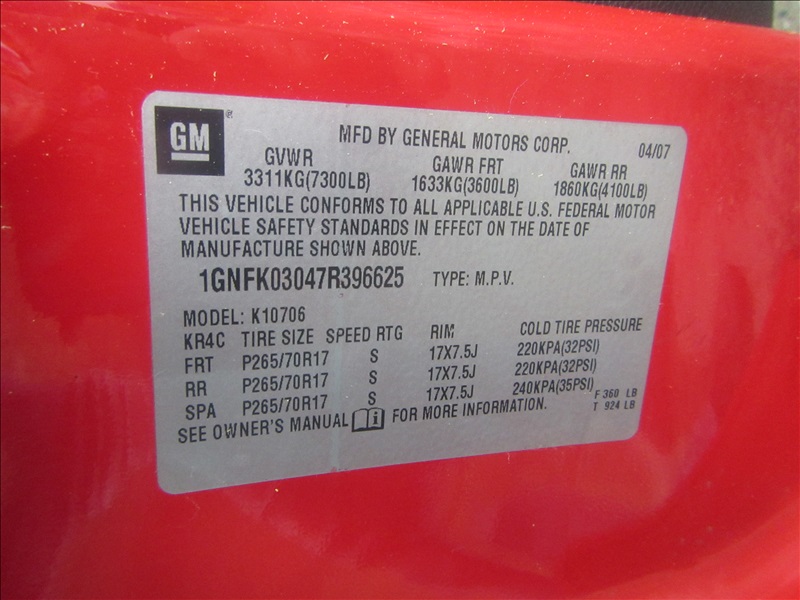 GM®
MFD BY GENERAL MOTORS CORP. 04/07
GVWR GAWR FRT GAWR RR
3311KG(7300LB) 1633KG(3600LB) 1860KG(4100LB)
THIS VEHICLE CONFORMS TO ALL APPLICABLE U.S. FEDERAL MOTOR
VEHICLE SAFETY STANDARDS IN EFFECT ON THE DATE OF
MANUFACTURE SHOWN ABOVE.
1GNFK03047R396625 TYPE: M.P.V.
MODEL: K10706
KR4C TIRE SIZE SPEED RTG RIM COLD TIRE PRESSURE
FRT P265/70R17 S 17X7.5J 220KPA(32PSI)
RR P265/70R17 S 17X7.5J 220KPA(32PSI)
SPA P265/70R17 S 17X7.5J 240KPA(35PSI)
F 360 LB
T 924 LB
SEE OWNER'S MANUAL FOR MORE INFORMATION.